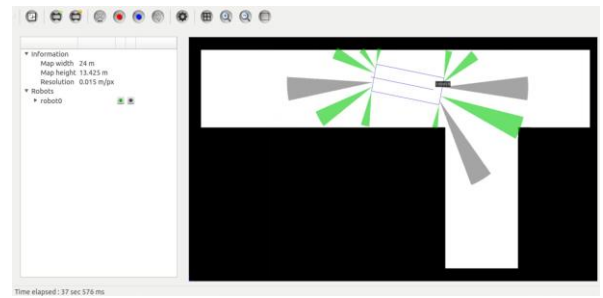 Information
Map width 24 m
Map height 13.425 m
Resolution 0.015 m/px
Robots
robot0
Time elapsed : 37 sec 576 ms